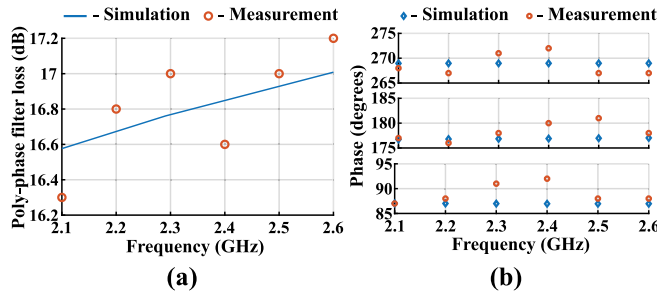 - Simulation - Measurement
Poly-phase filter loss (dB)
17.2
17
16.8
16.6
16.4
16.2
2.1 2.2 2.3 2.4 2.5 2.6
Frequency (GHz)
(a)
- Simulation - Measurement
Phase (degrees)
275
270
265
185
175
95
85
2.1 2.2 2.3 2.4 2.5 2.6
Frequency (GHz)
(b)